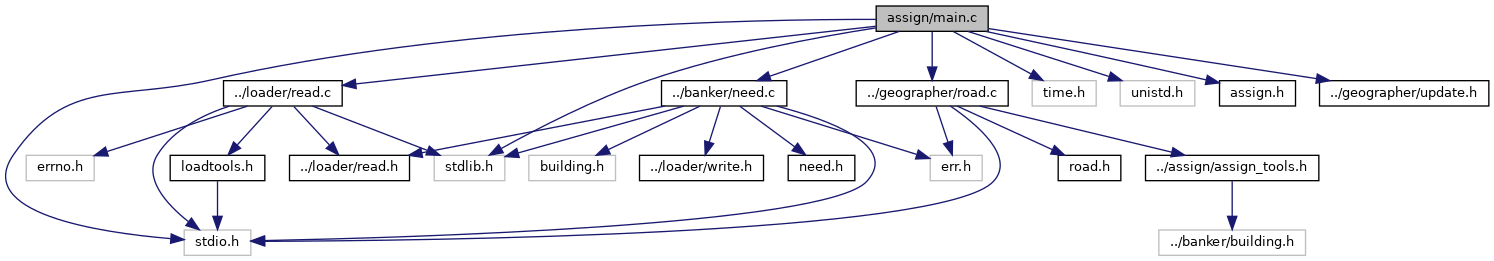 assign/main.c
../loader/read.c
../banker/need.c
../geographer/road.c
time.h
unistd.h
assign.h
../geographer/update.h
errno.h
loadtools.h
../loader/read.h
stdlib.h
building.h
../loader/write.h
need.h
err.h
road.h
../assign/assign_tools.h
stdio.h
../banker/building.h